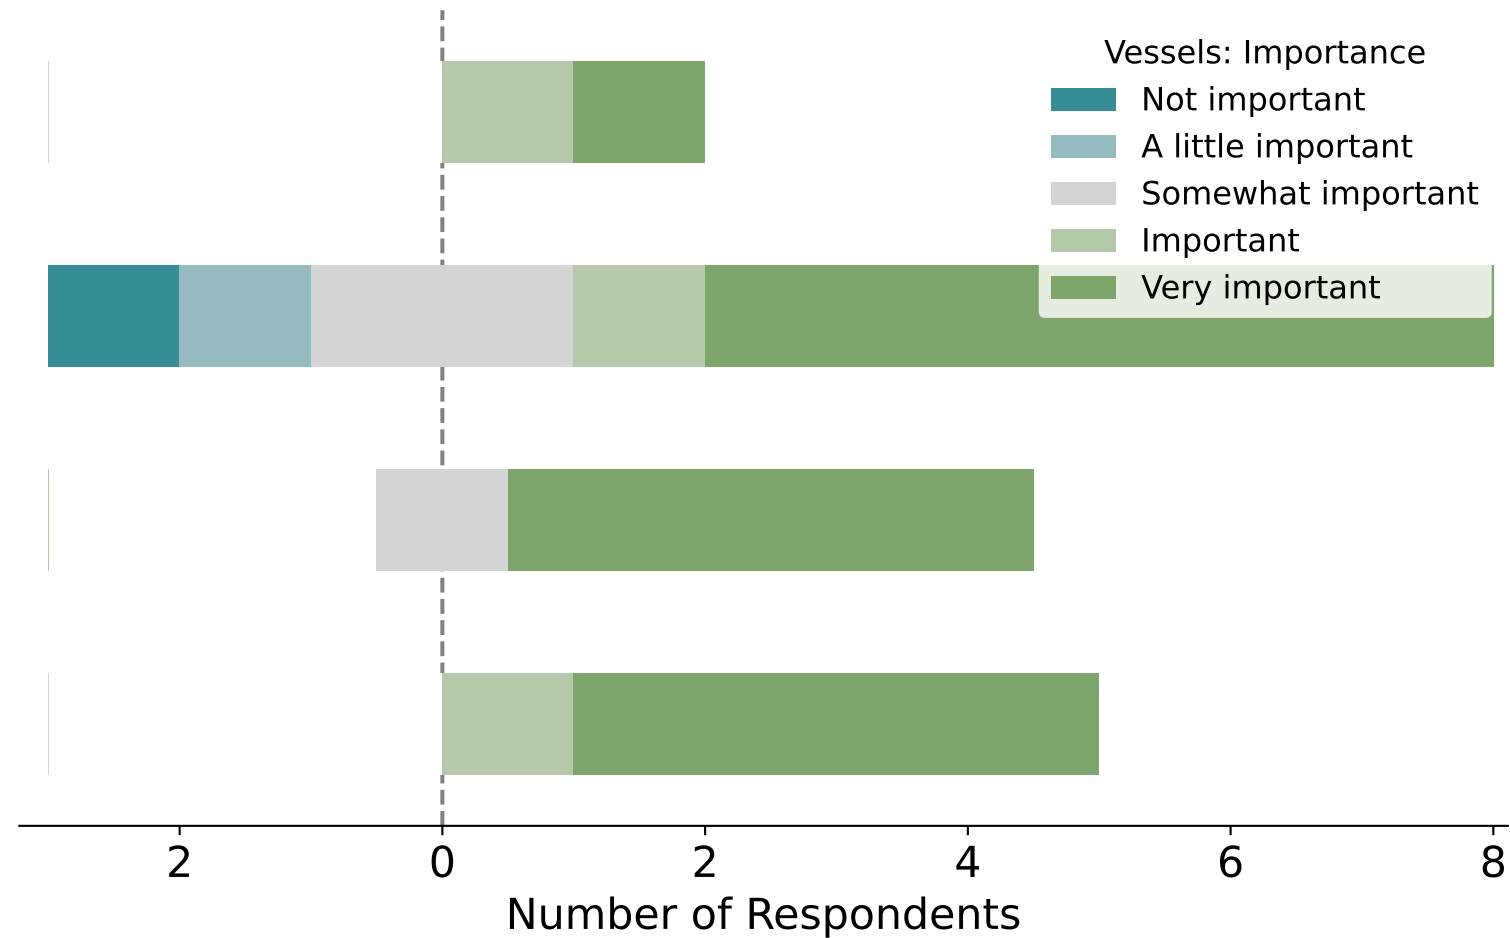 Vessels: Importance
Not important
A little important
Somewhat important
Important
Very important
2 0 2 4 6 8
Number of Respondents